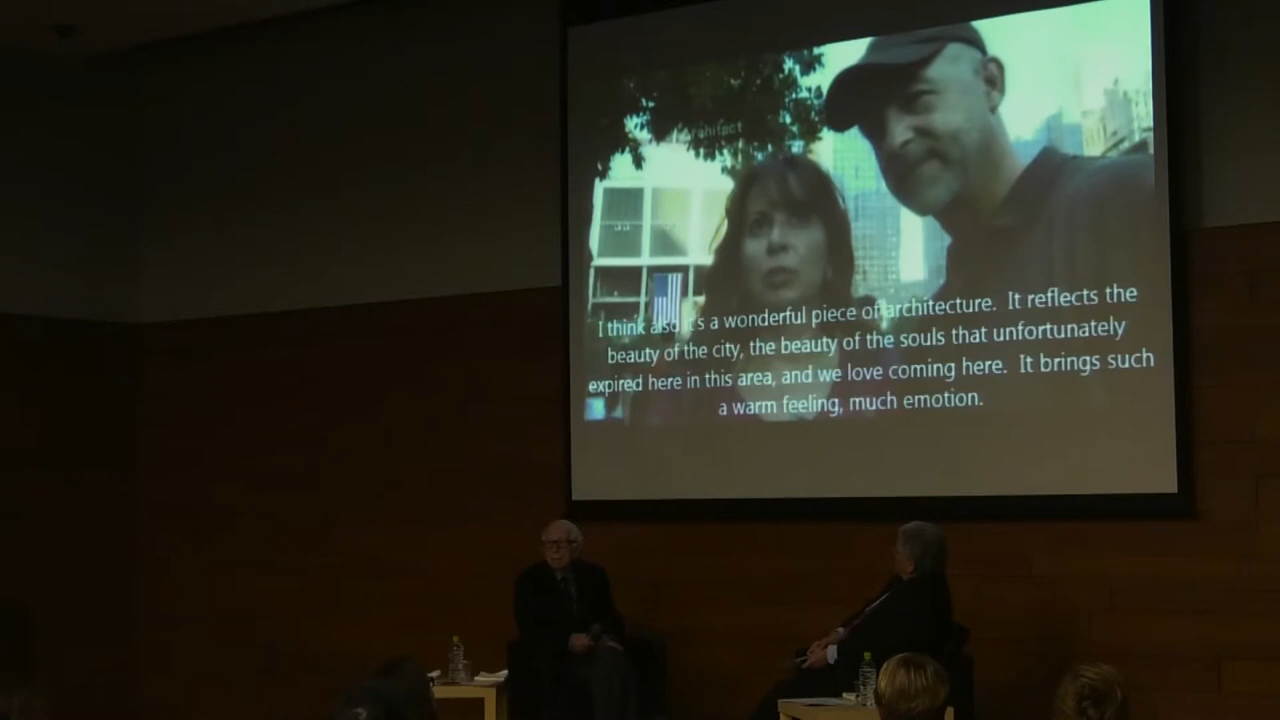 Architect
I think also it's a wonderful piece of architecture. It reflects the
beauty of the city, the beauty of the souls that unfortunately
expired here in this area, and we love coming here. It brings such
a warm feeling, much emotion.